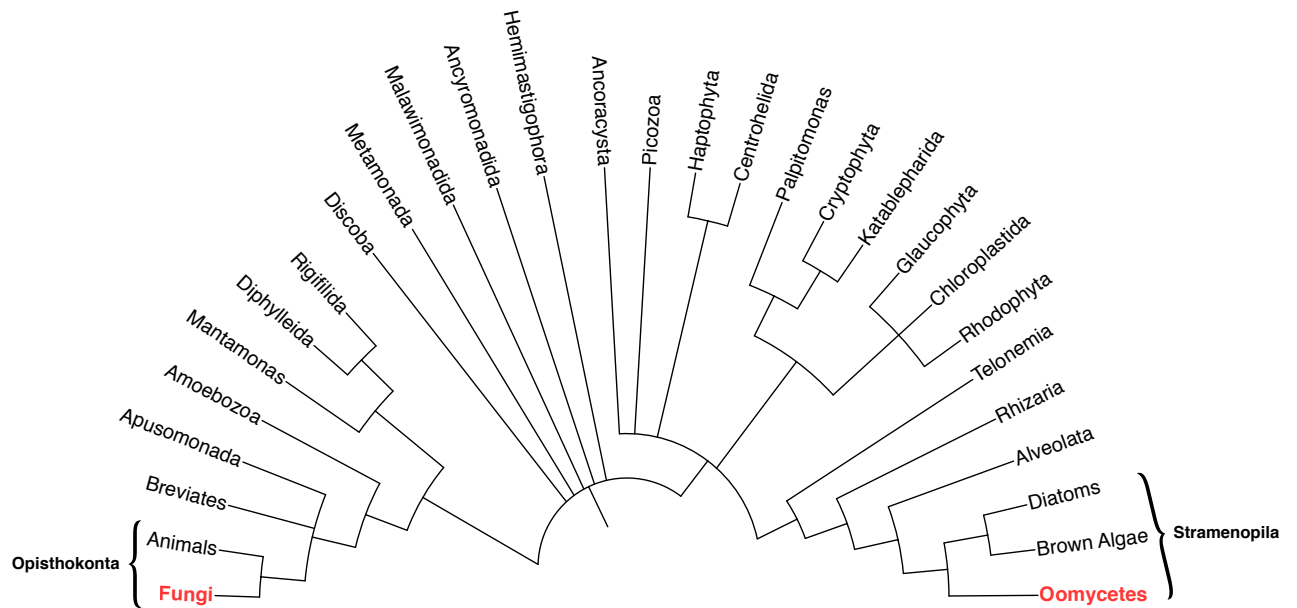 Opisthokonta
Fungi
Animals
Breviates
Apusomonada
Amoebozoa
Mantamonas
Diphylleida
Rigifilida
Discoba
Metamonada
Malawimonadida
Ancyromonadida
Hemimastigophora
Ancoracysta
Picozoa
Haptophyta
Centrohelida
Palpitomonas
Cryptophyta
Katablepharida
Glaucophyta
Chloroplastida
Rhodophyta
Telonemia
Rhizaria
Alveolata
Diatoms
Brown Algae
Oomycetes
Stramenopila